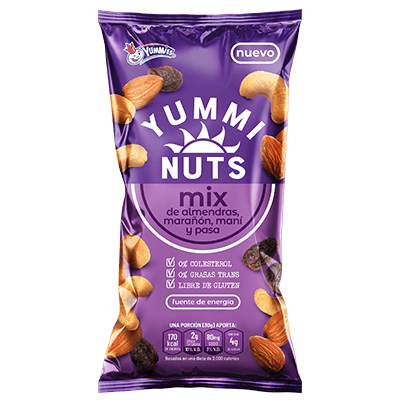 YUMMIES
nuevo
YUMMI
NUTS
mix
de almendras,
marañón, maní
y pasa
0% COLESTEROL
0% GRASAS TRANS
LIBRE DE GLUTEN
fuente de energía
UNA PORCIÓN (30g) APORTA:
170 2g 80mg 4g
kcal
10% V.D. 3% V.D.
Basados en una dieta de 2,000 calorías